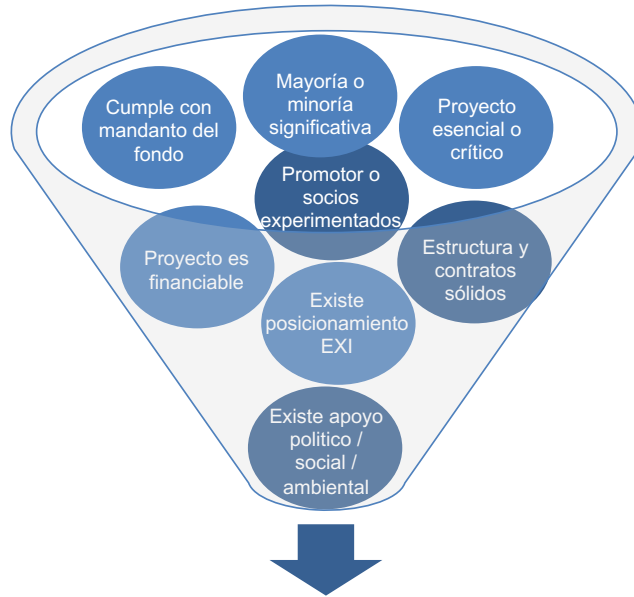 Cumple con
mandanto del
fondo
Mayoría o
minoría
significativa
Proyecto
esencial o
crítico
Promotor o
socios
experimentados
Proyecto es
financiable
Estructura y
contratos
sólidos
Existe
posicionamiento
EXI
Existe apoyo
politico /
social /
ambiental